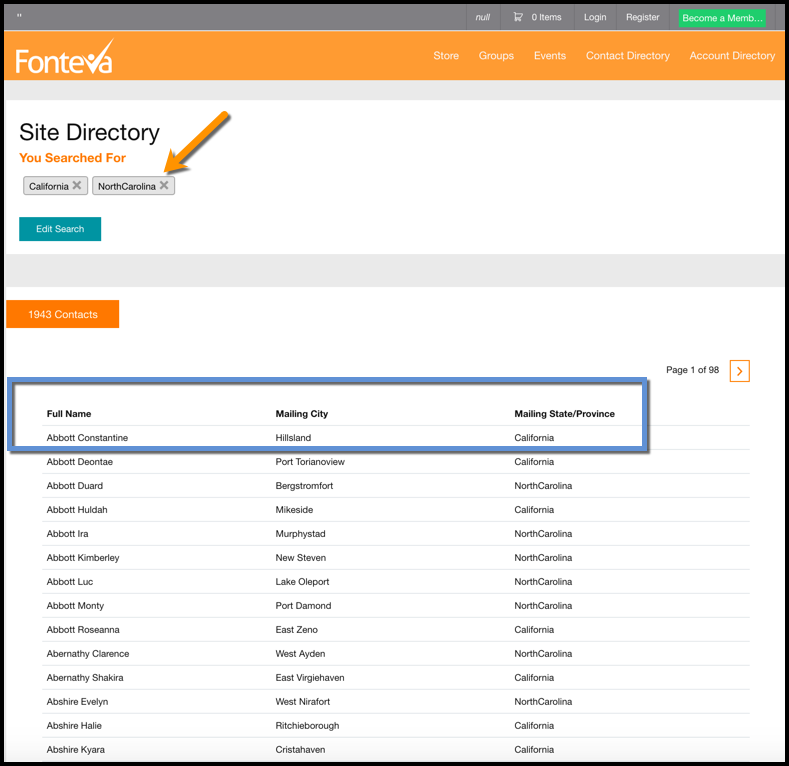 " null 0 Items Login Register Become a Memb...
Fonteva Store Groups Events Contact Directory Account Directory
Site Directory
You Searched For
California NorthCarolina
Edit Search
1943 Contacts
Page 1 of 98
Full Name Mailing City Mailing State/Province
Abbott Constantine Hillsland California
Abbott Deontae Port Torianoview California
Abbott Duard Bergstromfort NorthCarolina
Abbott Huldah Mikeside California
Abbott Ira Murphystad NorthCarolina
Abbott Kimberley New Steven NorthCarolina
Abbott Luc Lake Oleport NorthCarolina
Abbott Monty Port Damond NorthCarolina
Abbott Roseanna East Zeno California
Abernathy Clarence West Ayden NorthCarolina
Abernathy Shakira East Virgiehaven California
Abshire Evelyn West Nirafort NorthCarolina
Abshire Halie Ritchieborough California
Abshire Kyara Cristahaven California